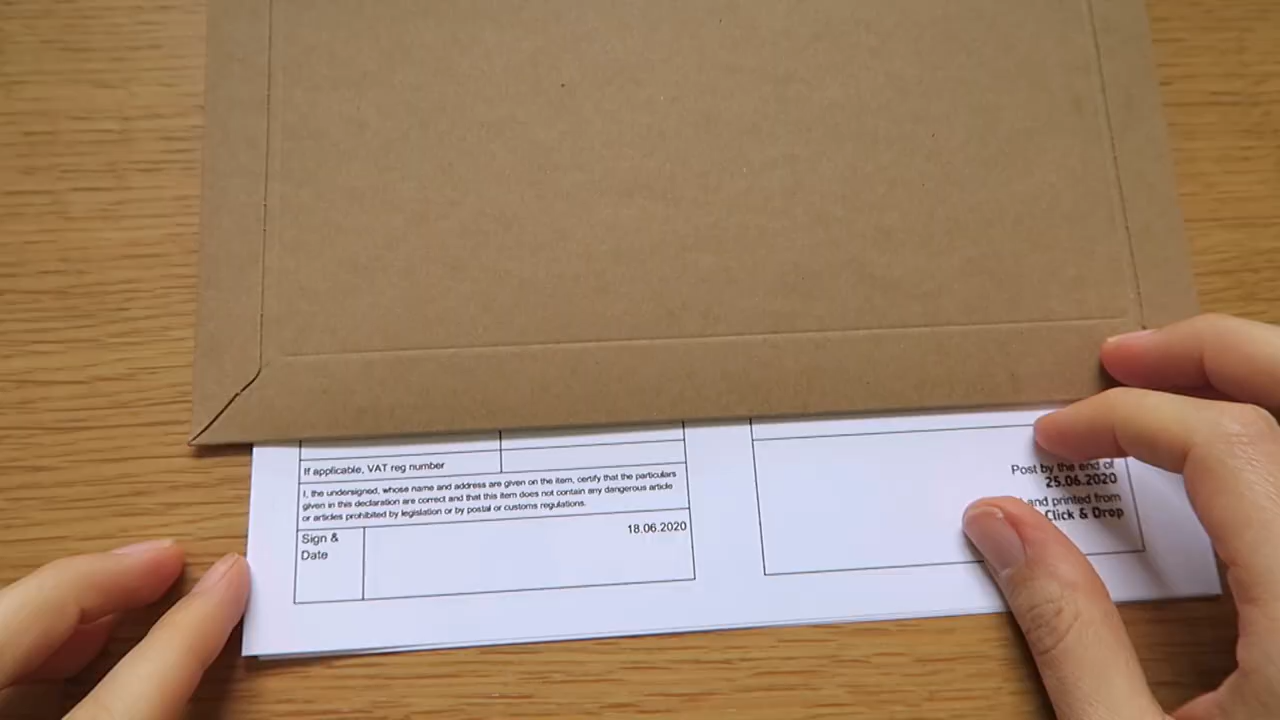 If applicable, VAT reg number
I, the undersigned, whose name and address are given on the item, certify that the particulars
given in this declaration are correct and that this item does not contain any dangerous article
or articles prohibited by legislation or by postal or customs regulations.
Sign &
Date
18.06.2020
Post by the end of
25.06.2020
and printed from
Click & Drop